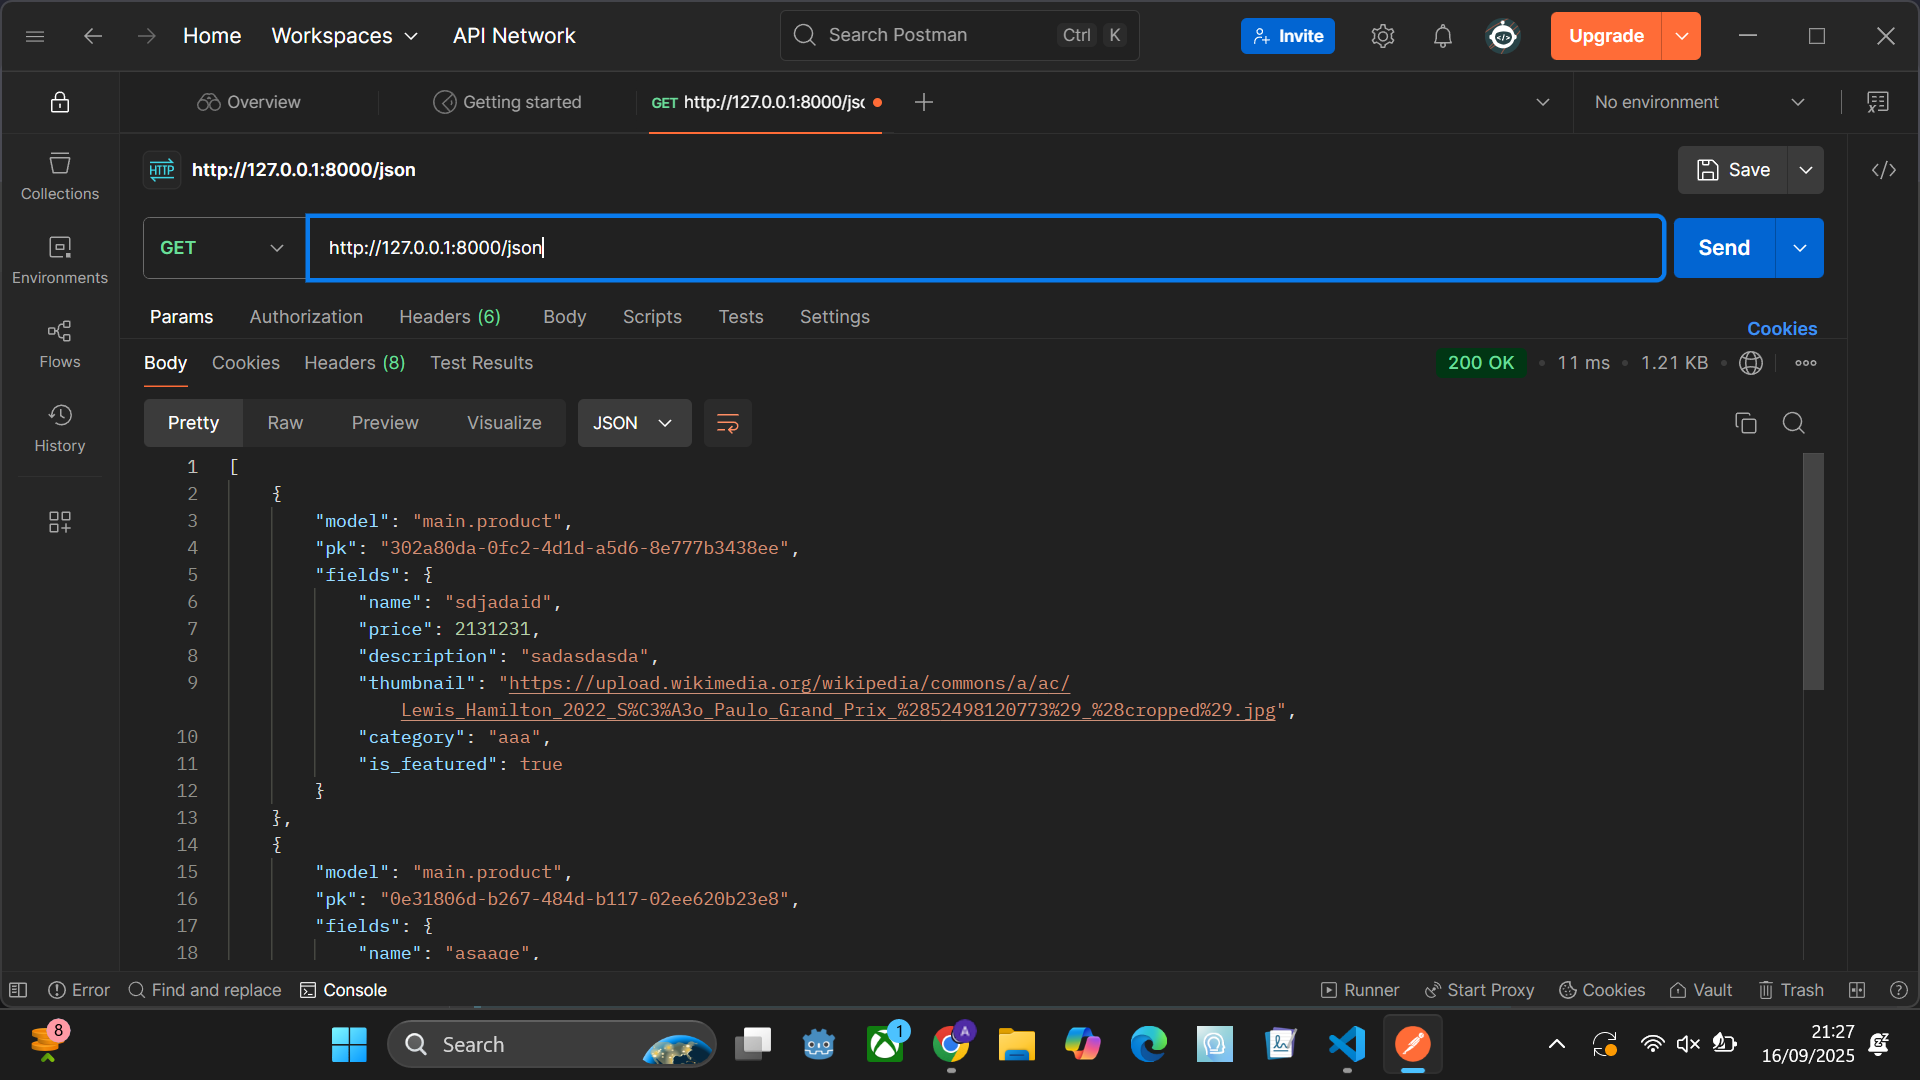 Home Workspaces API Network Search Postman Ctrl K Invite Upgrade
Overview Getting started GET http://127.0.0.1:8000/jsc No environment
HTTP http://127.0.0.1:8000/json Save
GET http://127.0.0.1:8000/json Send
Params Authorization Headers (6) Body Scripts Tests Settings Cookies
Body Cookies Headers (8) Test Results 200 OK • 11 ms • 1.21 KB •
Pretty Raw Preview Visualize JSON
Collections
Environments
Flows
History
1 [
2 {
3 "model": "main.product",
4 "pk": "302a80da-0fc2-4d1d-a5d6-8e777b3438ee",
5 "fields": {
6 "name": "sdjadaid",
7 "price": 2131231,
8 "description": "sadasdasda",
9 "thumbnail": "https://upload.wikimedia.org/wikipedia/commons/a/ac/
Lewis_Hamilton_2022_S%C3%A3o_Paulo_Grand_Prix_%2852498120773%29_%28cropped%29.jpg",
10 "category": "aaa",
11 "is_featured": true
12 }
13 },
14 {
15 "model": "main.product",
16 "pk": "0e31806d-b267-484d-b117-02ee620b23e8",
17 "fields": {
18 "name": "asaage",
Error Find and replace Console Runner Start Proxy Cookies Vault Trash
8 Search 1 A 21:27
16/09/2025